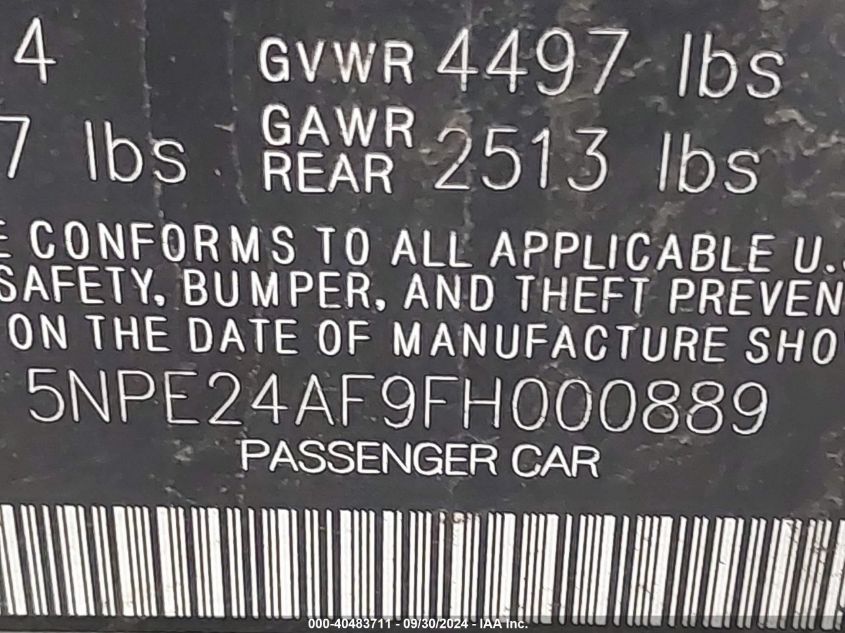 4 GVWR 4497 lbs
7 lbs GAWR REAR 2513 lbs
E CONFORMS TO ALL APPLICABLE U.S
SAFETY, BUMPER, AND THEFT PREVEN
ON THE DATE OF MANUFACTURE SHO
5NPE24AF9FH000889
PASSENGER CAR
000-40483711 - 09/30/2024 - IAA Inc.